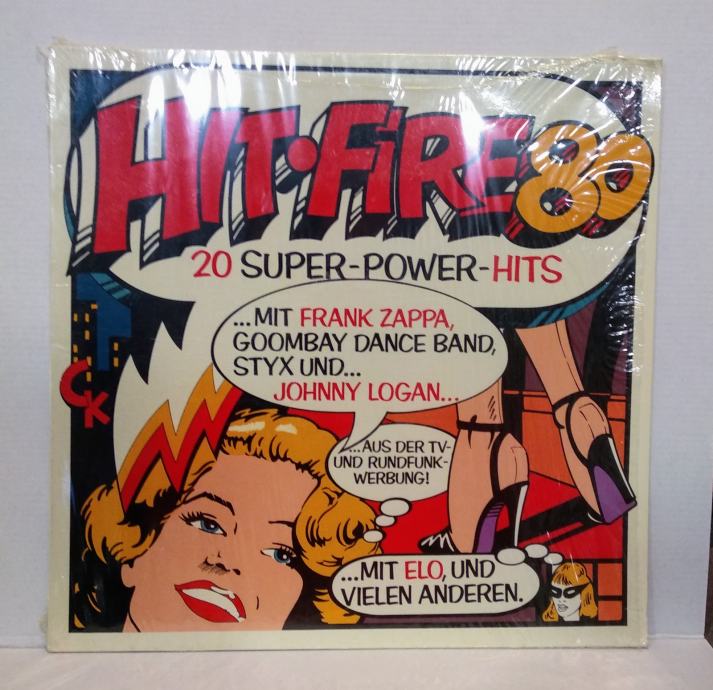 HIT•FiRE 80
20 SUPER-POWER-HITS
...MIT FRANK ZAPPA,
GOOMBAY DANCE BAND,
STYX UND...
JOHNNY LOGAN...
CK
...AUS DER TV-
UND RUNDFUNK-
WERBUNG!
...MIT ELO, UND
VIELEN ANDEREN.